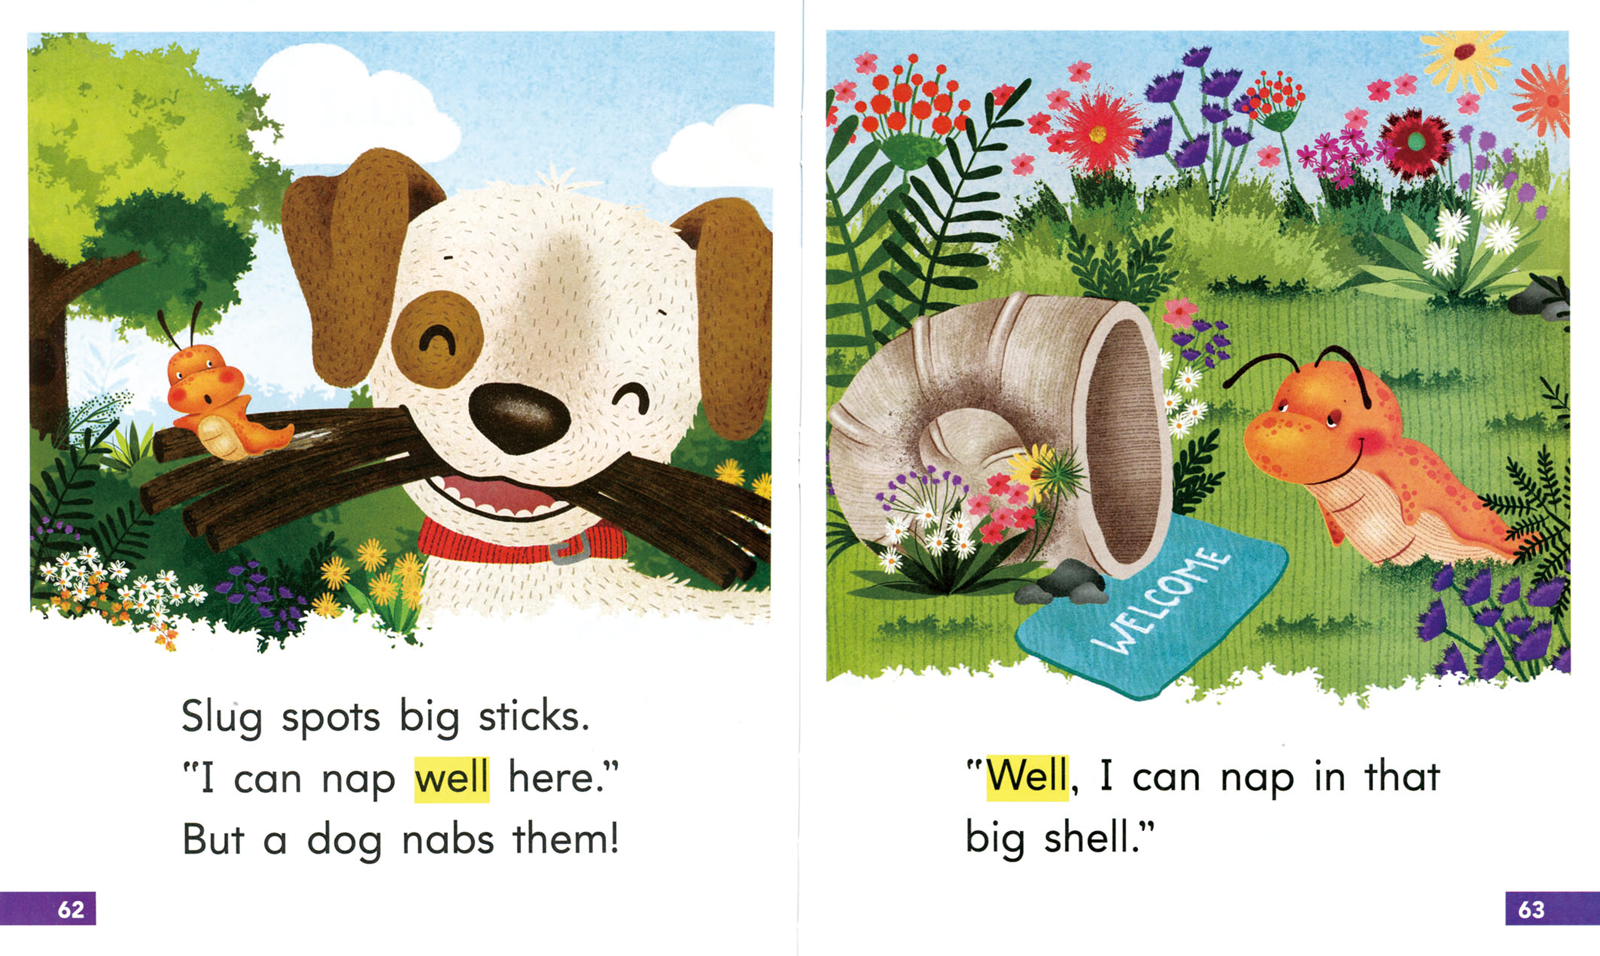 Slug spots big sticks.
“I can nap well here.”
But a dog nabs them!
62
WELCOME
“Well, I can nap in that
big shell.”
63